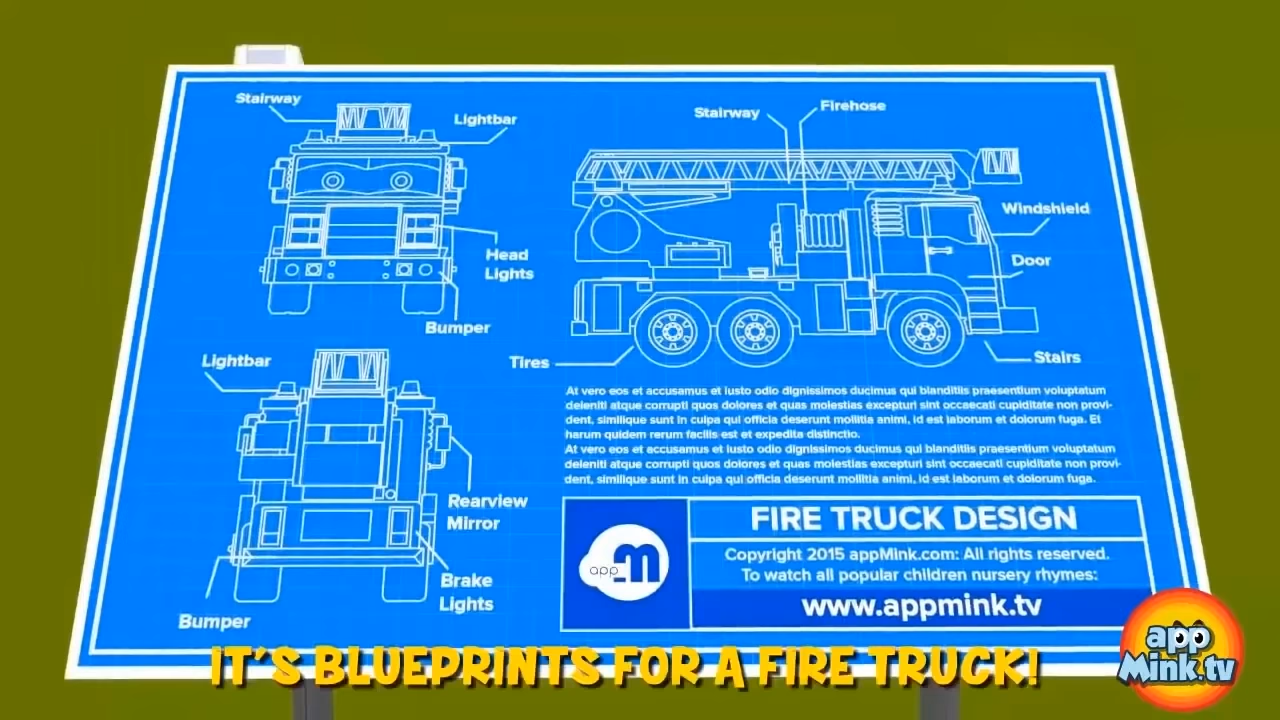 Stairway
Lightbar
Head
Lights
Bumper
Stairway
Firehose
Windshield
Door
Tires
Stairs
Lightbar
Rearview
Mirror
Brake
Lights
Bumper
At vero eos et accusamus et iusto odio dignissimos ducimus qui blanditiis praesentium voluptatum
deleniti atque corrupti quos dolores et quas molestias excepturi sint occaecati cupiditate non provi-
dent, similique sunt in culpa qui officia deserunt mollitia animi, id est laborum et dolorum fuga. Et
harum quidem rerum facilis est et expedita distinctio.
At vero eos et accusamus et iusto odio dignissimos ducimus qui blanditiis praesentium voluptatum
deleniti atque corrupti quos dolores et quas molestias excepturi sint occaecati cupiditate non provi-
dent, similique sunt in culpa qui officia deserunt mollitia animi, id est laborum et dolorum fuga.
app m
FIRE TRUCK DESIGN
Copyright 2015 appMink.com: All rights reserved.
To watch all popular children nursery rhymes:
www.appmink.tv
IT'S BLUEPRINTS FOR A FIRE TRUCK!
app
Mink.tv